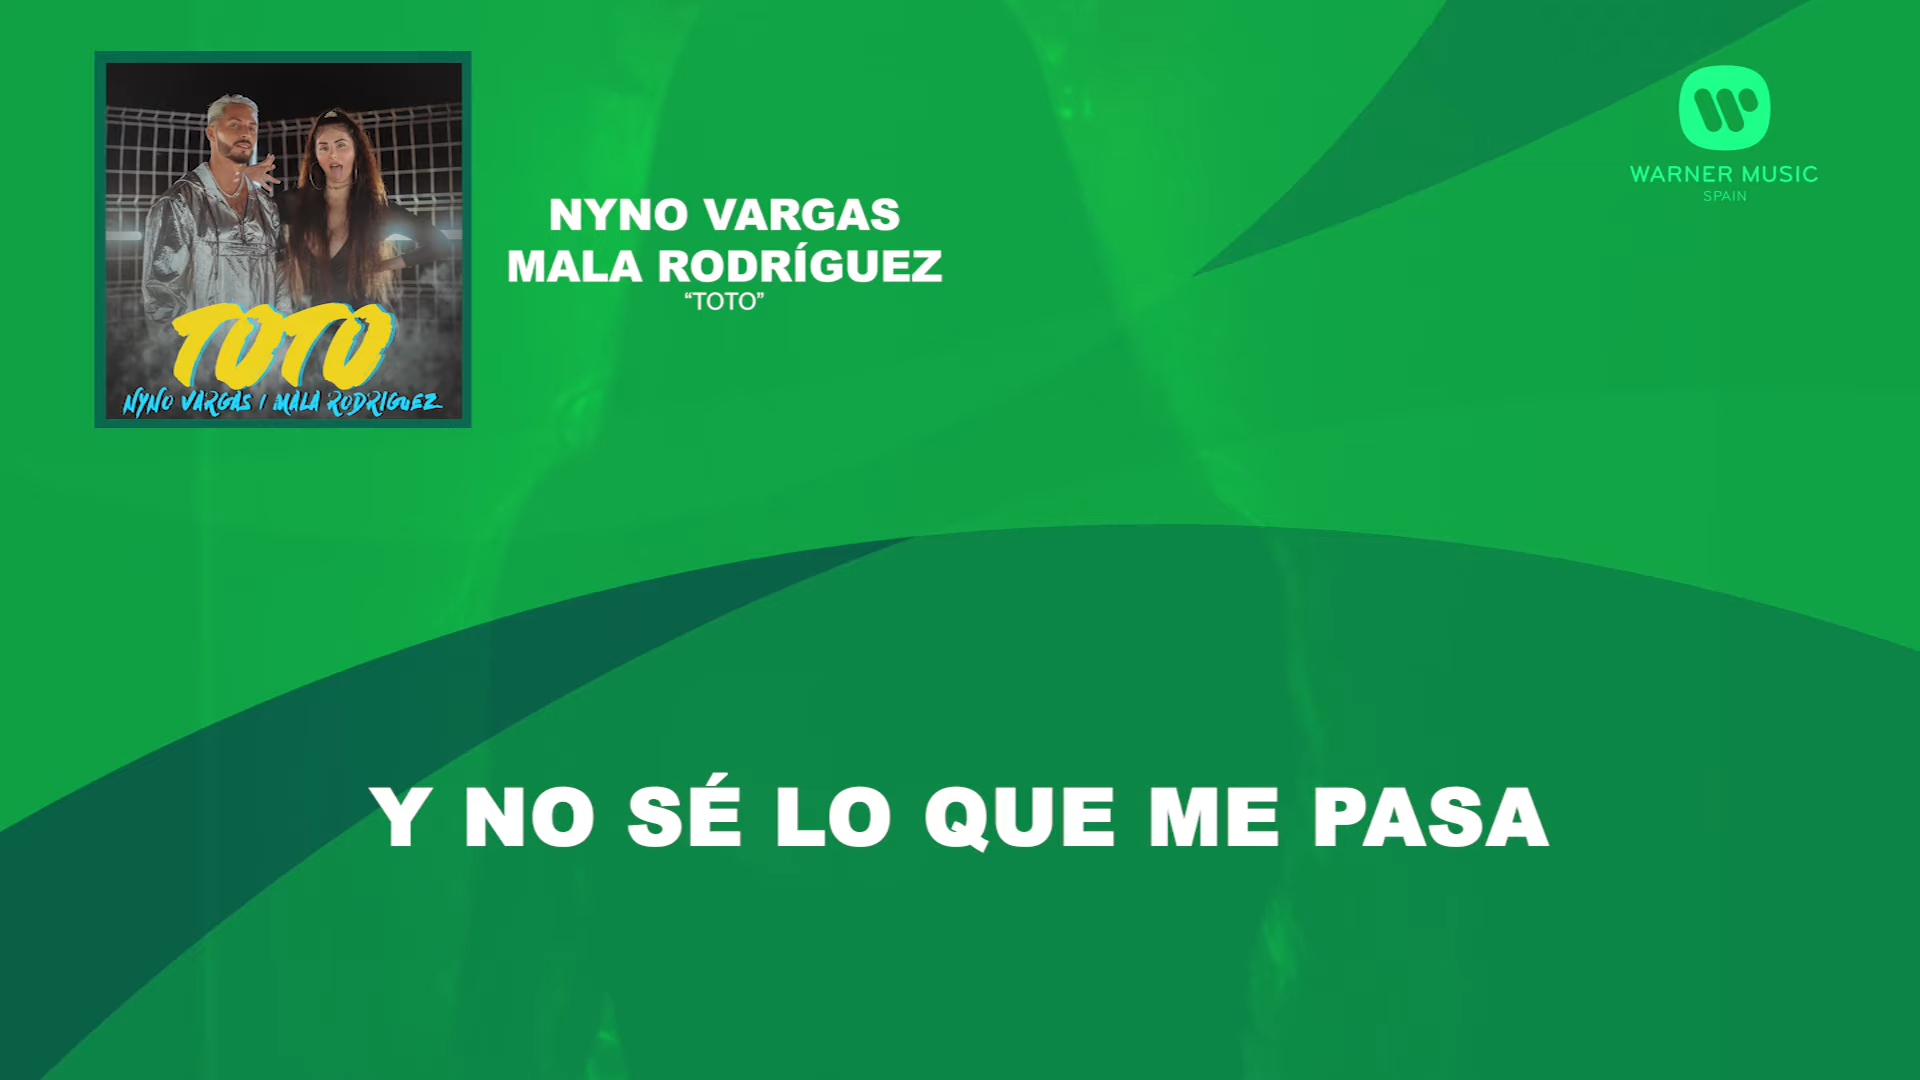 TOTO
NYNO VARGAS / MALA RODRIGUEZ
NYNO VARGAS
MALA RODRÍGUEZ
“TOTO”
WARNER MUSIC
SPAIN
Y NO SÉ LO QUE ME PASA